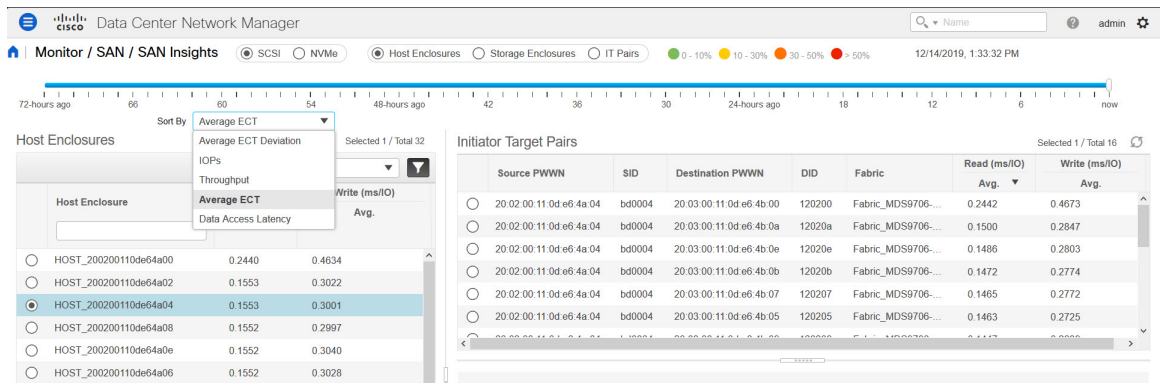 cisco Data Center Network Manager Name admin
Monitor / SAN / SAN Insights SCSI NVMe Host Enclosures Storage Enclosures IT Pairs 0 - 10% 10 - 30% 30 - 50% > 50% 12/14/2019, 1:33:32 PM
72-hours ago 66 60 54 48-hours ago 42 36 30 24-hours ago 18 12 6 now
Sort By Average ECT
Host Enclosures Selected 1 / Total 32
Average ECT Deviation
IOPs
Throughput
Average ECT
Data Access Latency
Write (ms/IO)
Host Enclosure Avg.
HOST_200200110de64a00 0.2440 0.4634
HOST_200200110de64a02 0.1553 0.3022
HOST_200200110de64a04 0.1553 0.3001
HOST_200200110de64a08 0.1552 0.2997
HOST_200200110de64a0e 0.1552 0.3040
HOST_200200110de64a06 0.1552 0.3028
Initiator Target Pairs Selected 1 / Total 16
Source PWWN SID Destination PWWN DID Fabric Read (ms/IO) Write (ms/IO)
Avg. Avg.
20:02:00:11:0d:e6:4a:04 bd0004 20:03:00:11:0d:e6:4b:00 120200 Fabric_MDS9706-... 0.2442 0.4673
20:02:00:11:0d:e6:4a:04 bd0004 20:03:00:11:0d:e6:4b:0a 12020a Fabric_MDS9706-... 0.1500 0.2847
20:02:00:11:0d:e6:4a:04 bd0004 20:03:00:11:0d:e6:4b:0e 12020e Fabric_MDS9706-... 0.1486 0.2803
20:02:00:11:0d:e6:4a:04 bd0004 20:03:00:11:0d:e6:4b:0b 12020b Fabric_MDS9706-... 0.1472 0.2774
20:02:00:11:0d:e6:4a:04 bd0004 20:03:00:11:0d:e6:4b:07 120207 Fabric_MDS9706-... 0.1465 0.2772
20:02:00:11:0d:e6:4a:04 bd0004 20:03:00:11:0d:e6:4b:05 120205 Fabric_MDS9706-... 0.1463 0.2725